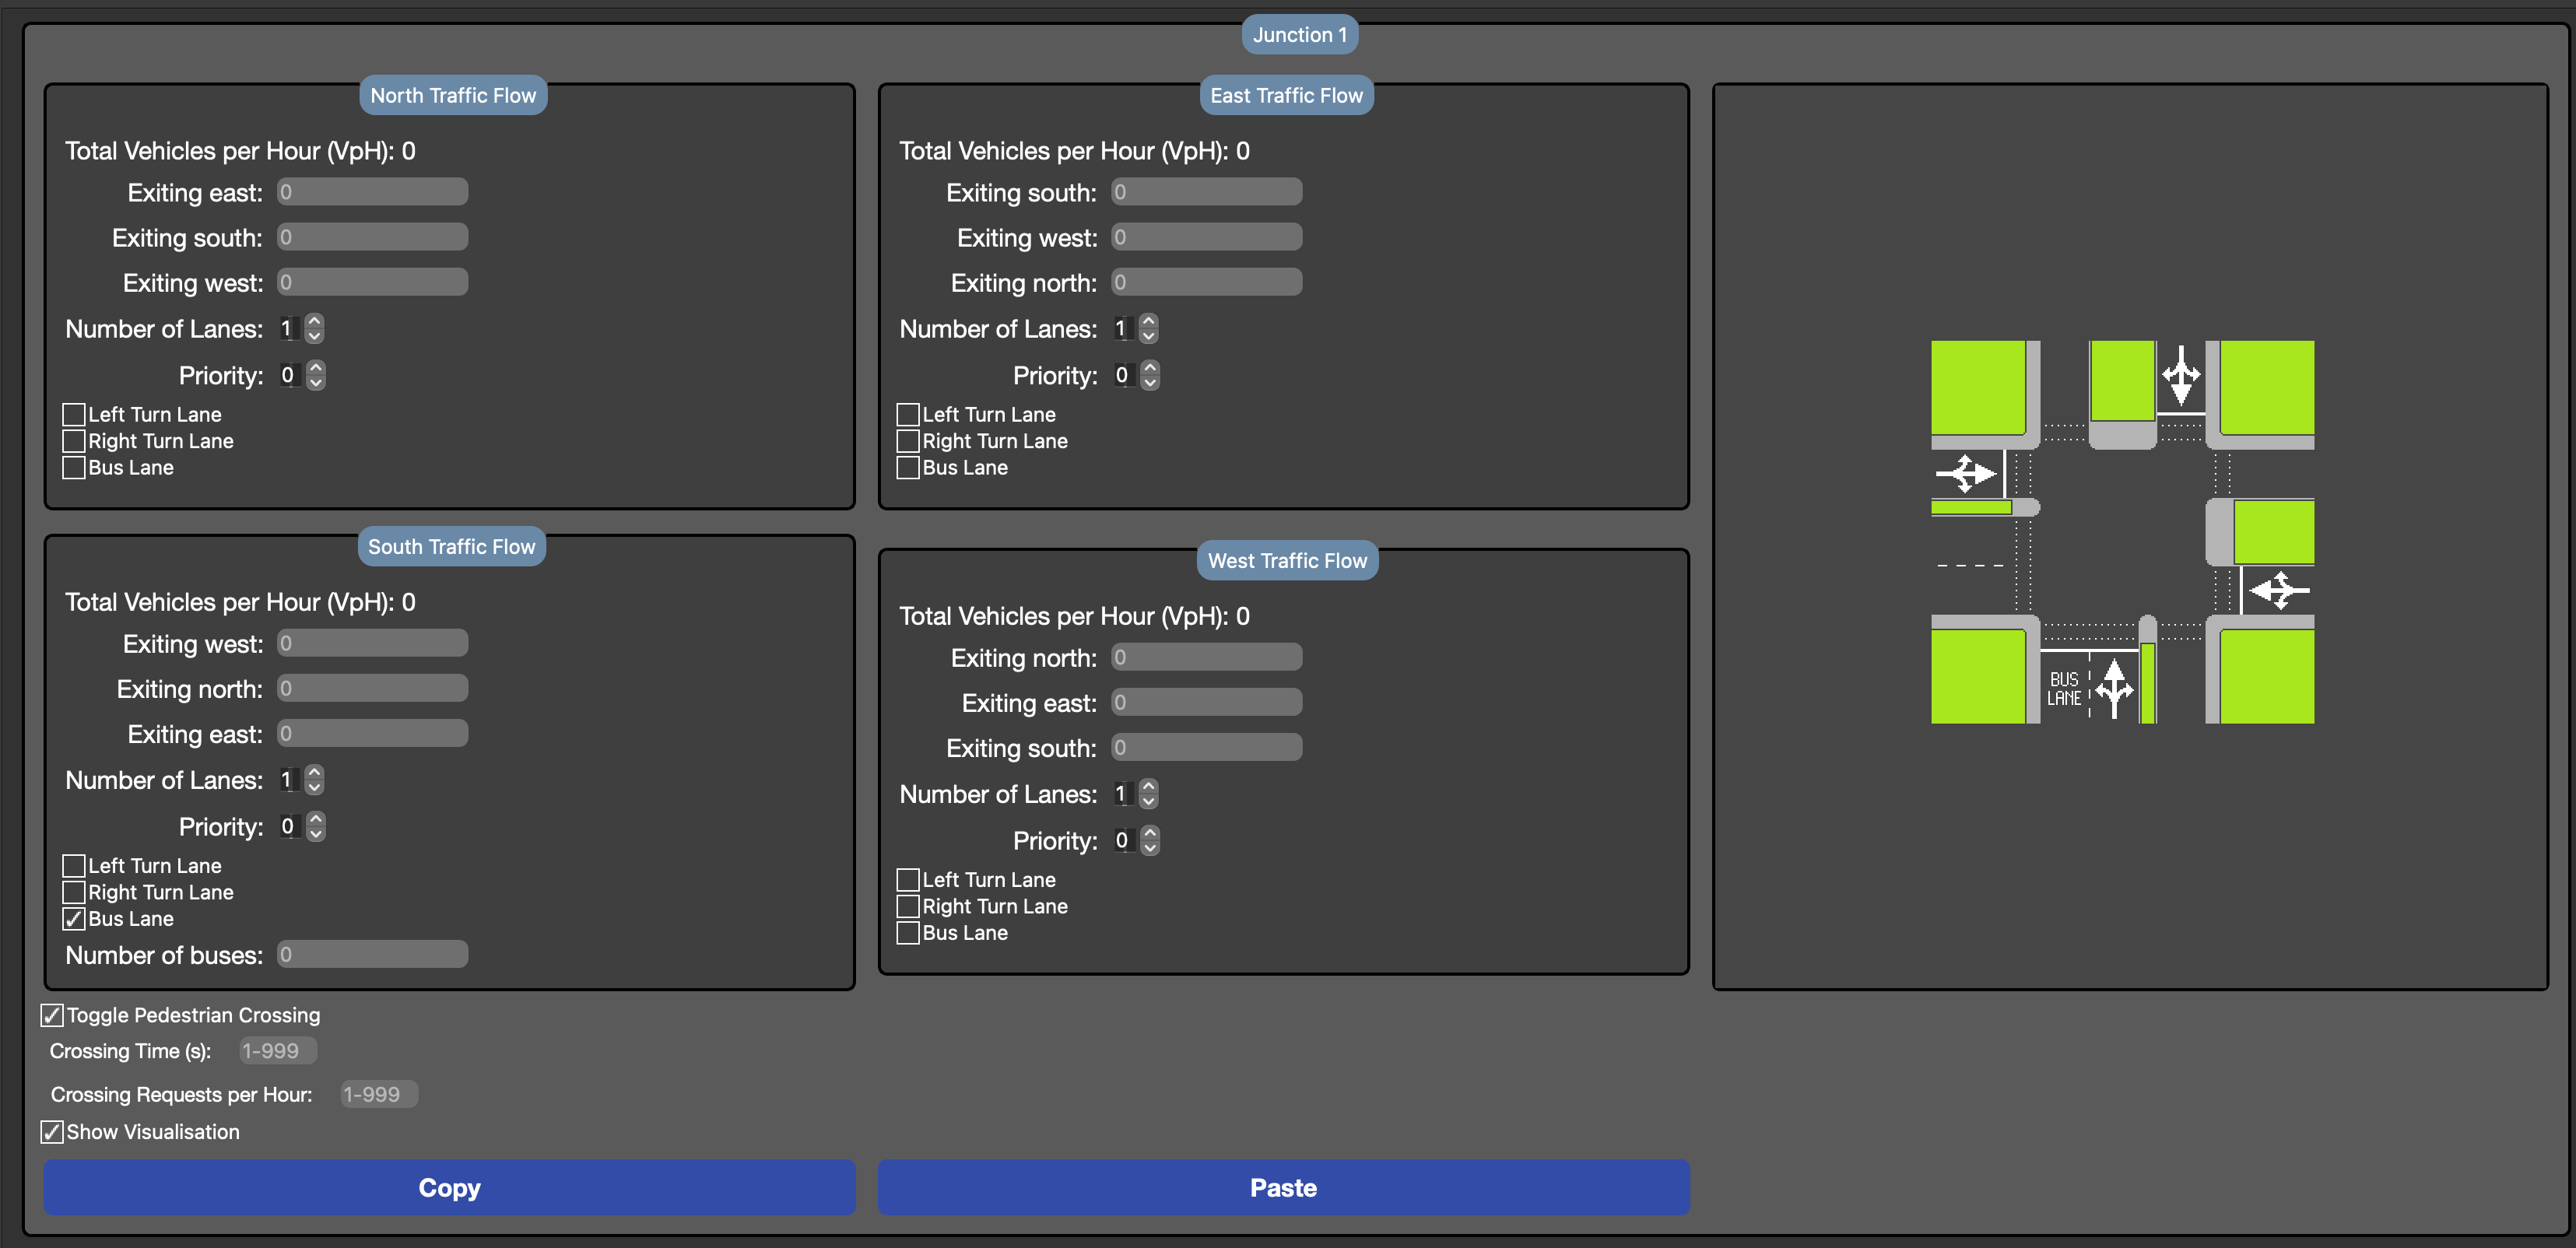 Junction 1
North Traffic Flow
Total Vehicles per Hour (VpH): 0
Exiting east: 0
Exiting south: 0
Exiting west: 0
Number of Lanes: 1
Priority: 0
Left Turn Lane
Right Turn Lane
Bus Lane
East Traffic Flow
Total Vehicles per Hour (VpH): 0
Exiting south: 0
Exiting west: 0
Exiting north: 0
Number of Lanes: 1
Priority: 0
Left Turn Lane
Right Turn Lane
Bus Lane
South Traffic Flow
Total Vehicles per Hour (VpH): 0
Exiting west: 0
Exiting north: 0
Exiting east: 0
Number of Lanes: 1
Priority: 0
Left Turn Lane
Right Turn Lane
Bus Lane
Number of buses: 0
West Traffic Flow
Total Vehicles per Hour (VpH): 0
Exiting north: 0
Exiting east: 0
Exiting south: 0
Number of Lanes: 1
Priority: 0
Left Turn Lane
Right Turn Lane
Bus Lane
BUS
LANE
Toggle Pedestrian Crossing
Crossing Time (s): 1-999
Crossing Requests per Hour: 1-999
Show Visualisation
Copy
Paste